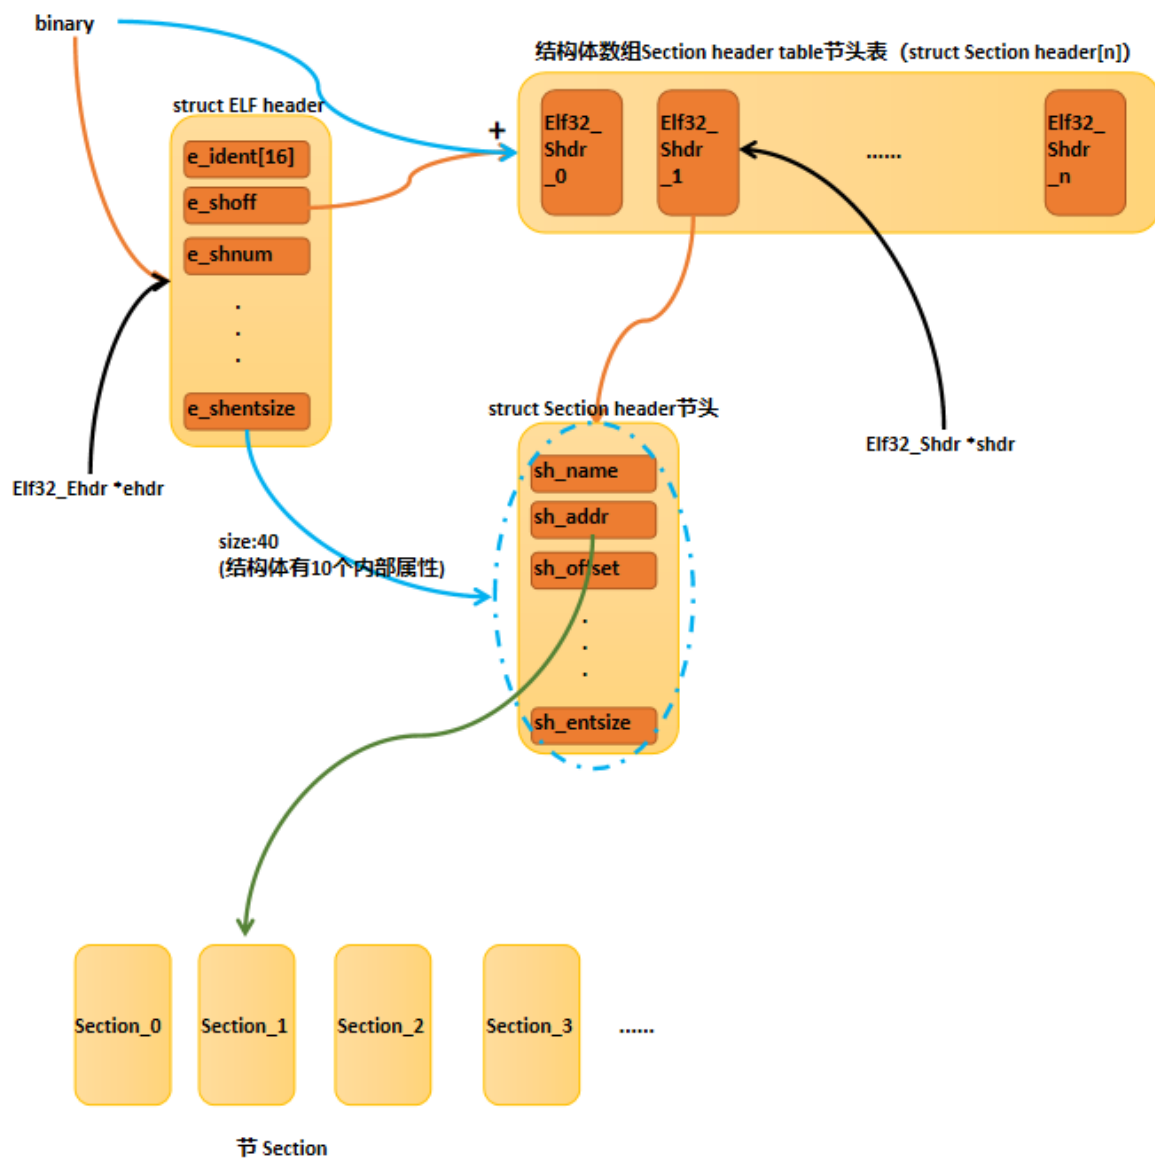 binary
结构体数组Section header table节头表（struct Section header[n]）
struct ELF header
+
e_ident[16]
e_shoff
e_shnum
.
.
.
e_shentsize
Elf32_
Shdr
_0
Elf32_
Shdr
_1
......
Elf32_
Shdr
_n
Elf32_Ehdr *ehdr
struct Section header节头
Elf32_Shdr *shdr
size:40
(结构体有10个内部属性)
sh_name
sh_addr
sh_offset
.
.
.
sh_entsize
Section_0
Section_1
Section_2
Section_3
......
节 Section